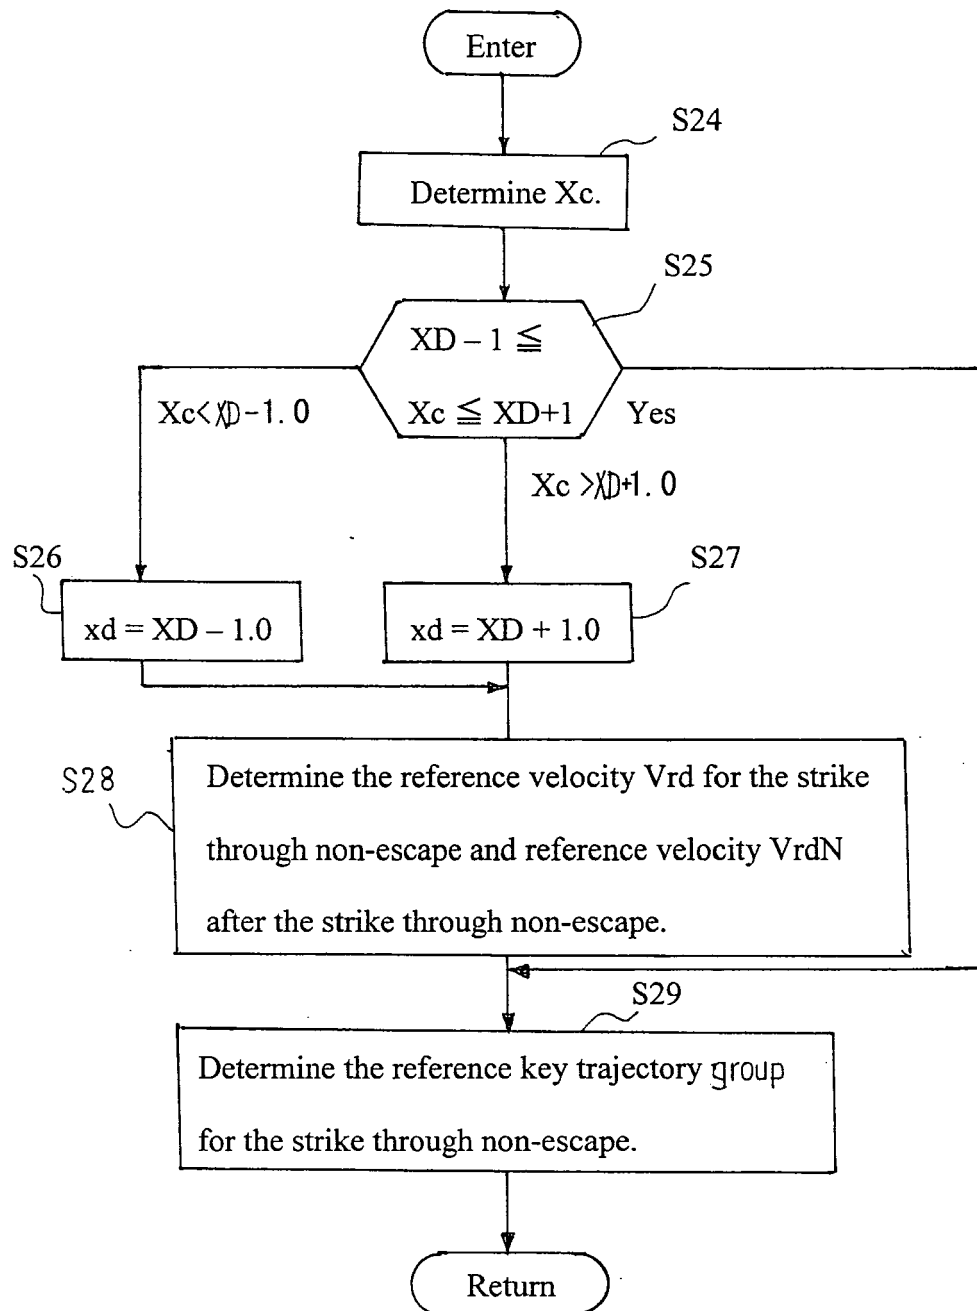 Enter
S24
Determine Xc.
S25
XD – 1 ≦
Xc ≦ XD+1
Yes
Xc<XD-1.0
Xc >XD+1.0
S26
xd = XD – 1.0
S27
xd = XD + 1.0
S28
Determine the reference velocity Vrd for the strike
through non-escape and reference velocity VrdN
after the strike through non-escape.
S29
Determine the reference key trajectory group
for the strike through non-escape.
Return